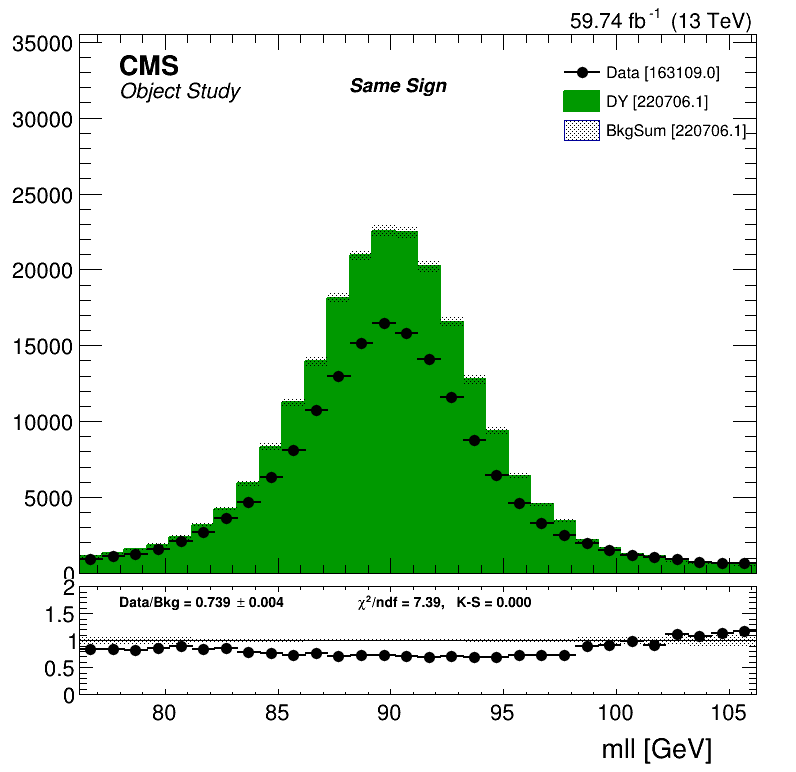 59.74 fb⁻¹ (13 TeV)
CMS
Object Study
Same Sign
Data [163109.0]
DY [220706.1]
BkgSum [220706.1]
35000
30000
25000
20000
15000
10000
5000
0
Data/Bkg = 0.739 ± 0.004
χ²/ndf = 7.39, K-S = 0.000
2
1.5
1
0.5
0
80 85 90 95 100 105
mll [GeV]